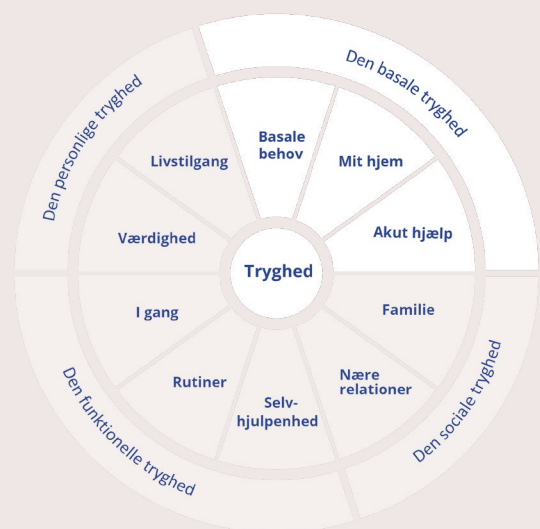 Den basale tryghed
Den personlige tryghed
Basale
behov
Livstilgang
Mit hjem
Værdighed
Akut hjælp
Tryghed
I gang
Familie
Rutiner
Nære
relationer
Selv-
hjulpenhed
Den funktionelle tryghed
Den sociale tryghed